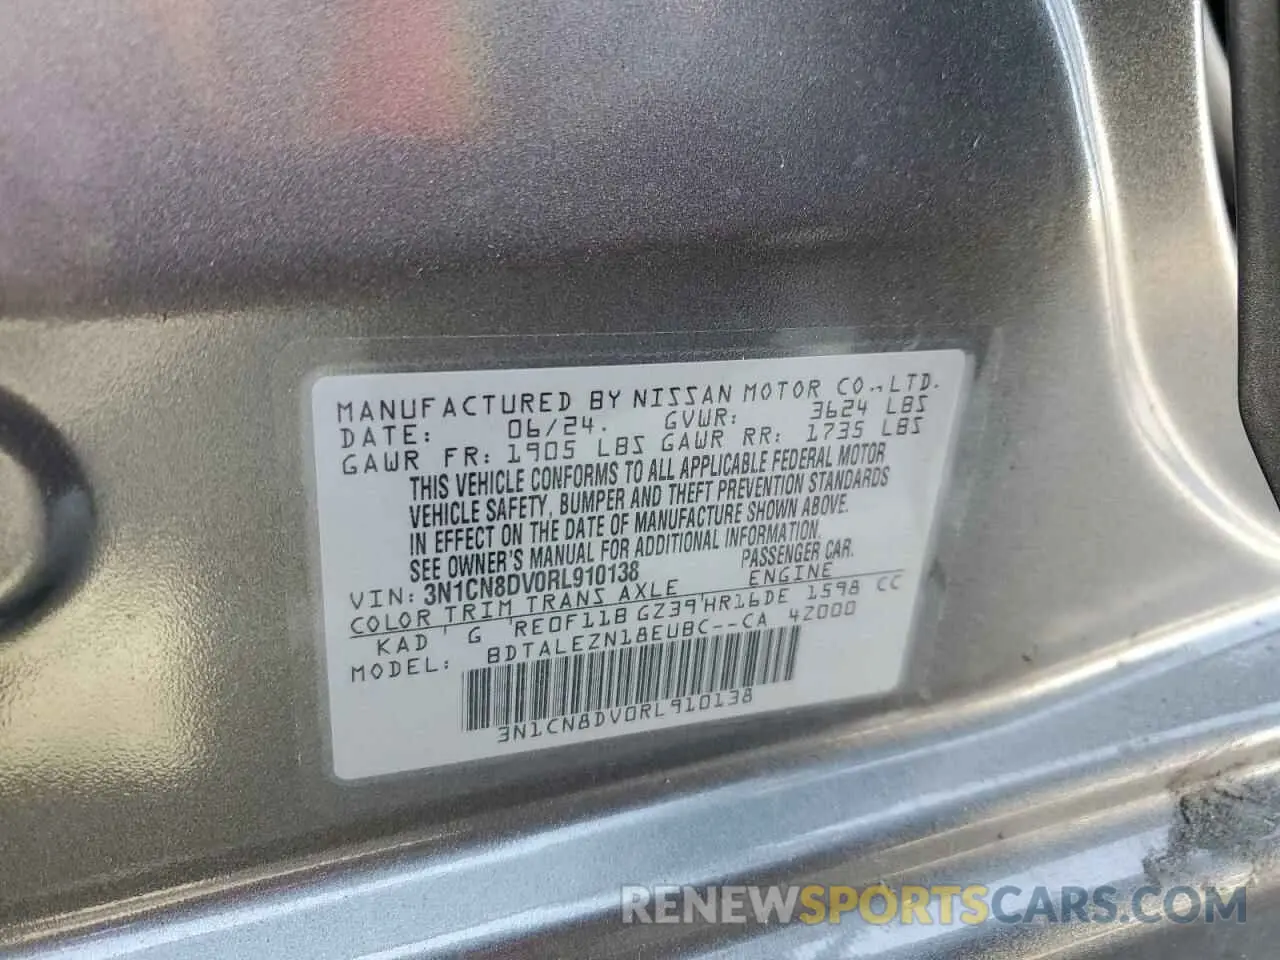 MANUFACTURED BY NISSAN MOTOR CO., LTD.
DATE: 06/24. GVWR: 3624 LBS
GAWR FR: 1905 LBS GAWR RR: 1735 LBS
THIS VEHICLE CONFORMS TO ALL APPLICABLE FEDERAL MOTOR
VEHICLE SAFETY, BUMPER AND THEFT PREVENTION STANDARDS
IN EFFECT ON THE DATE OF MANUFACTURE SHOWN ABOVE.
SEE OWNER'S MANUAL FOR ADDITIONAL INFORMATION.
VIN: 3N1CN8DV0RL910138 PASSENGER CAR.
COLOR TRIM TRANS AXLE ENGINE
KAD G RE0F11B GZ39 HR16DE 1598 CC
MODEL: BDTALEZN18EUBC--CA 4Z000
3N1CN8DV0RL910138
RENEWSPORTSCARS.COM